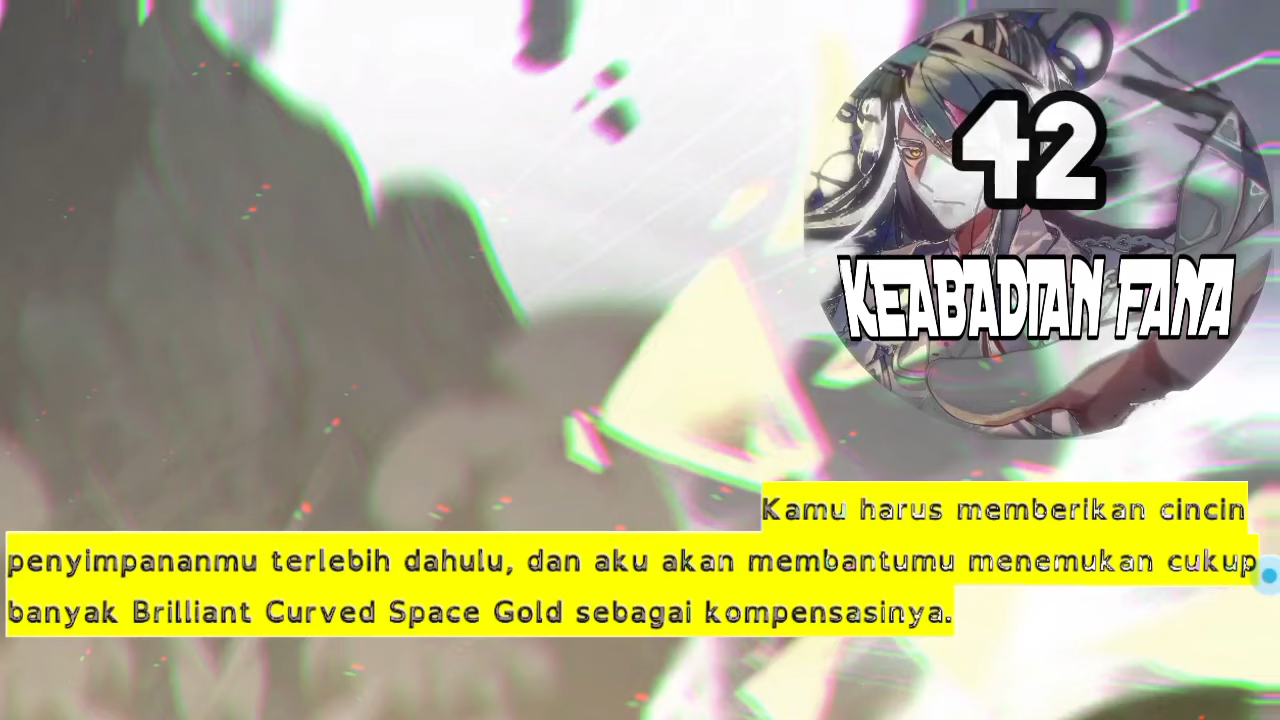 42
KEABADIAN FANA
Kamu harus memberikan cincin
penyimpananmu terlebih dahulu, dan aku akan membantumu menemukan cukup
banyak Brilliant Curved Space Gold sebagai kompensasinya.